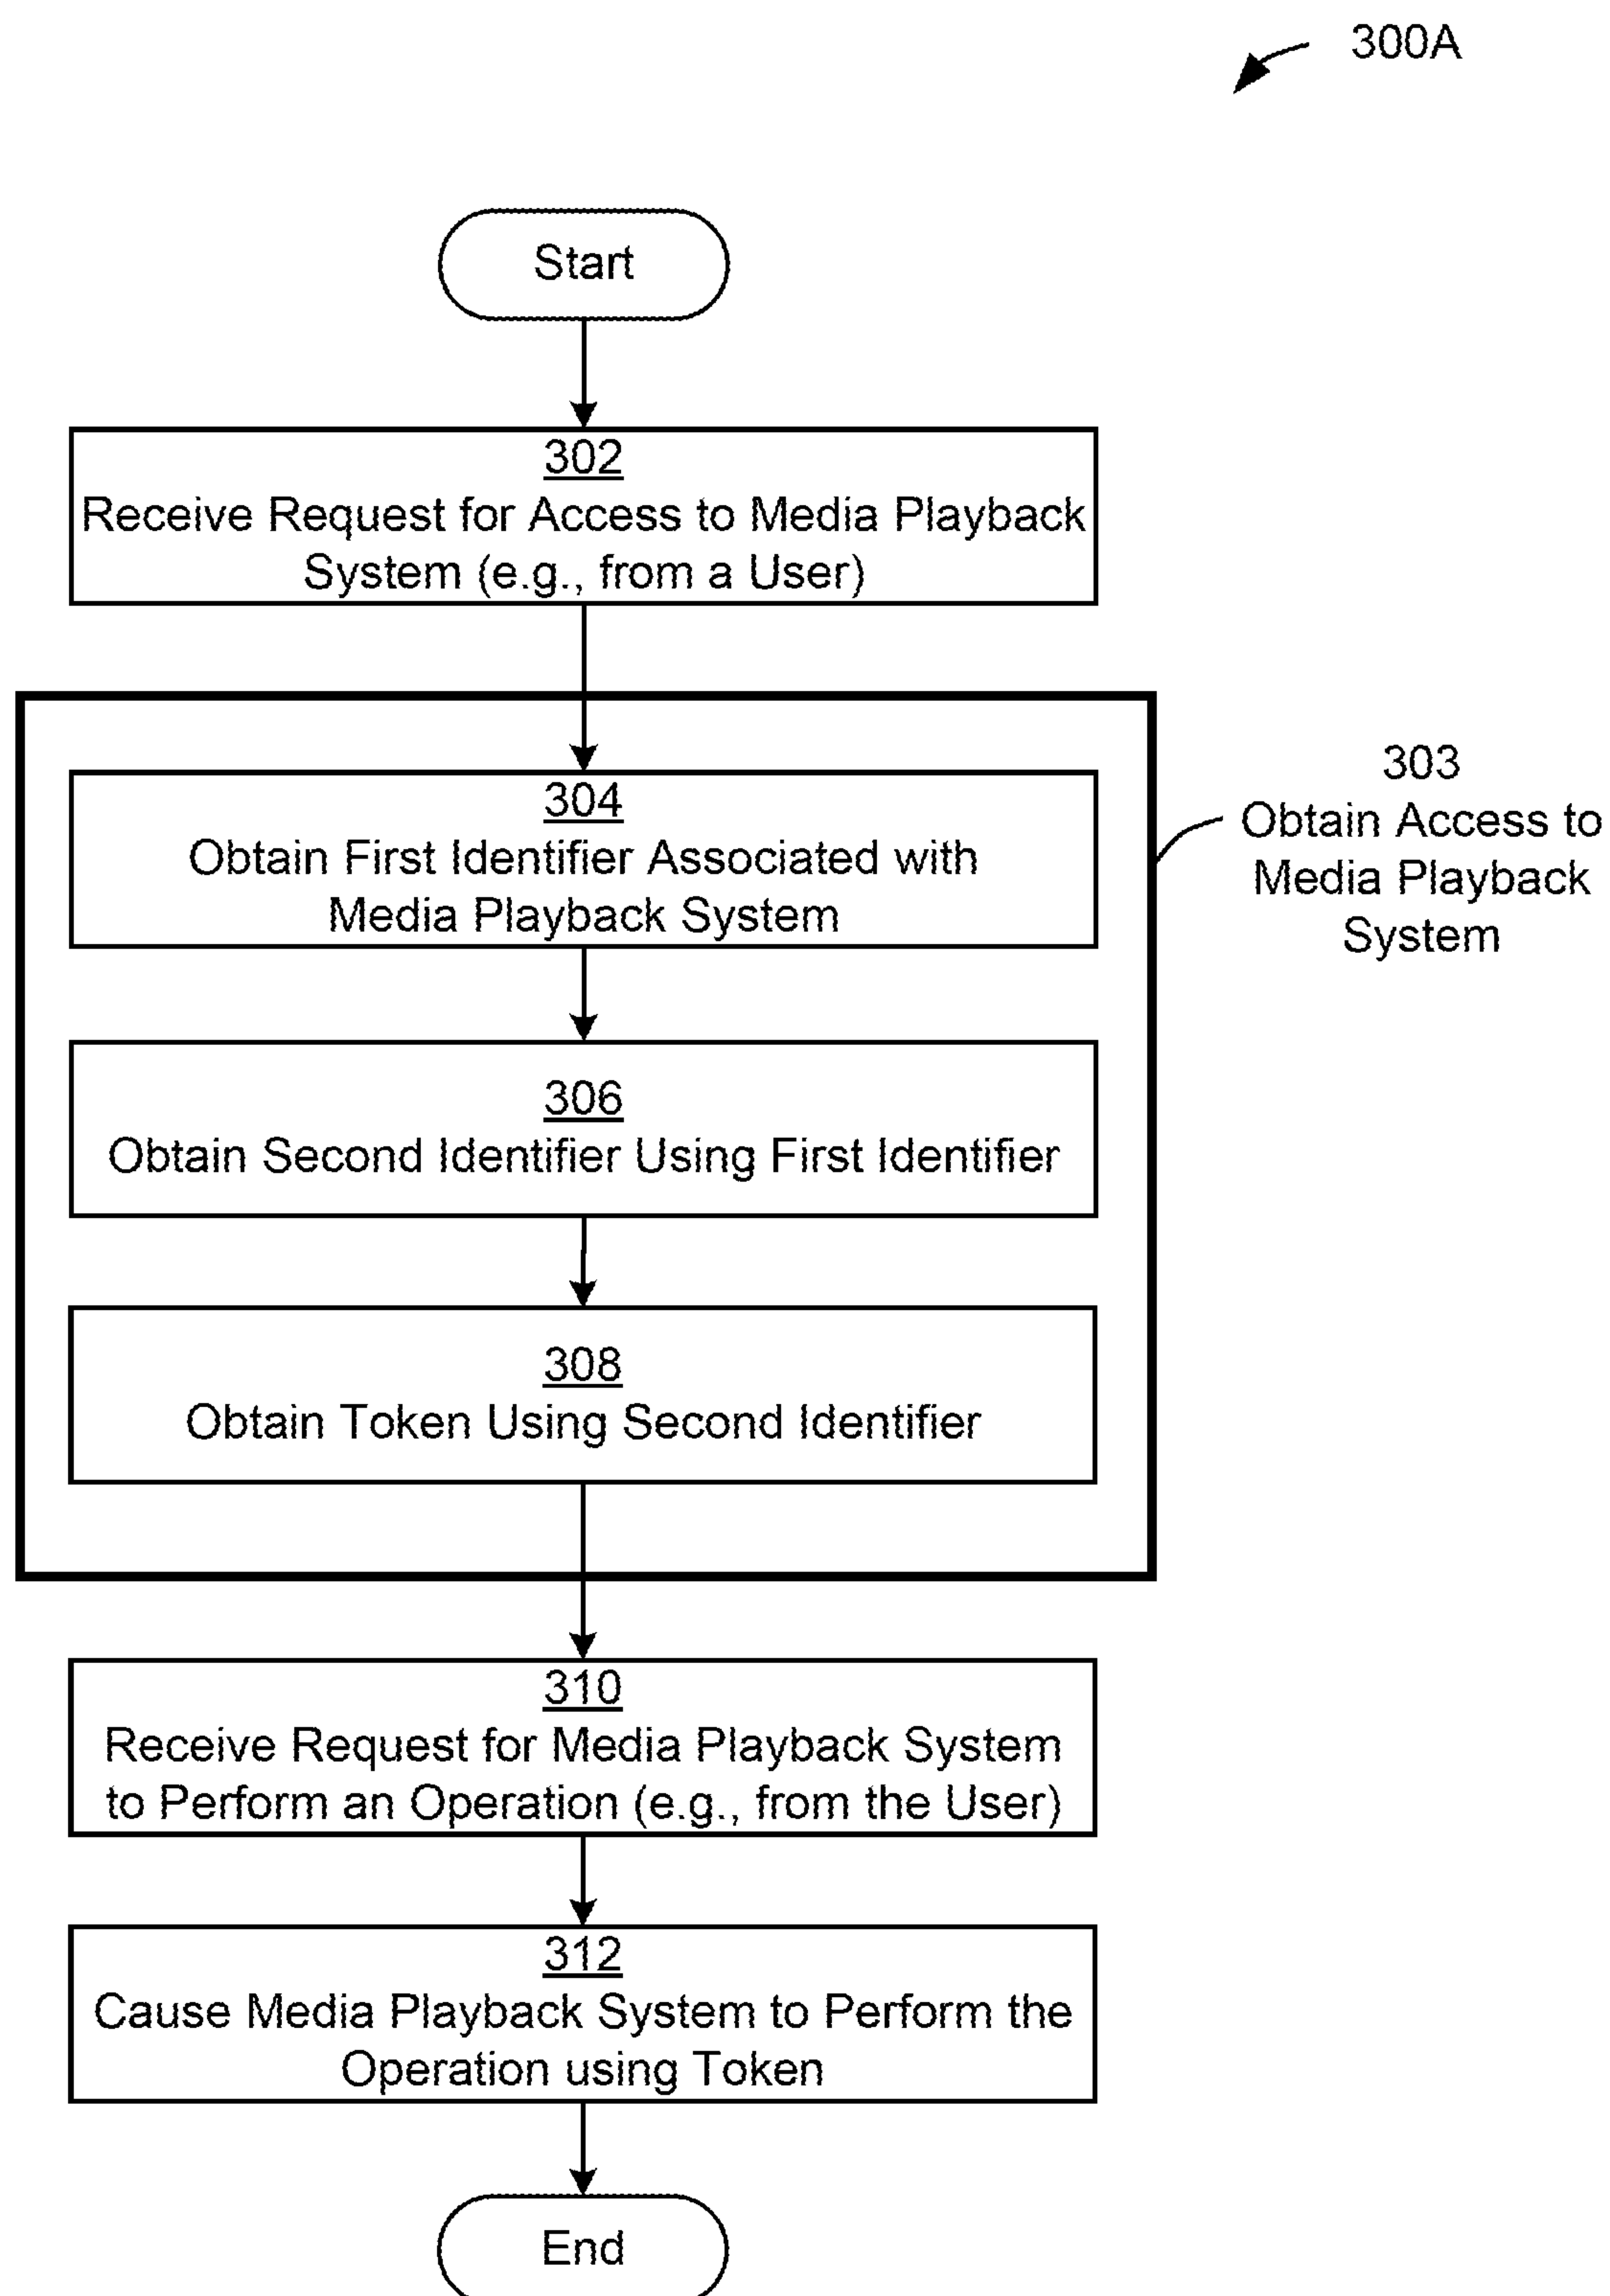 300A
Start
302
Receive Request for Access to Media Playback
System (e.g., from a User)
304
Obtain First Identifier Associated with
Media Playback System
303
Obtain Access to
Media Playback
System
306
Obtain Second Identifier Using First Identifier
308
Obtain Token Using Second Identifier
310
Receive Request for Media Playback System
to Perform an Operation (e.g., from the User)
312
Cause Media Playback System to Perform the
Operation using Token
End